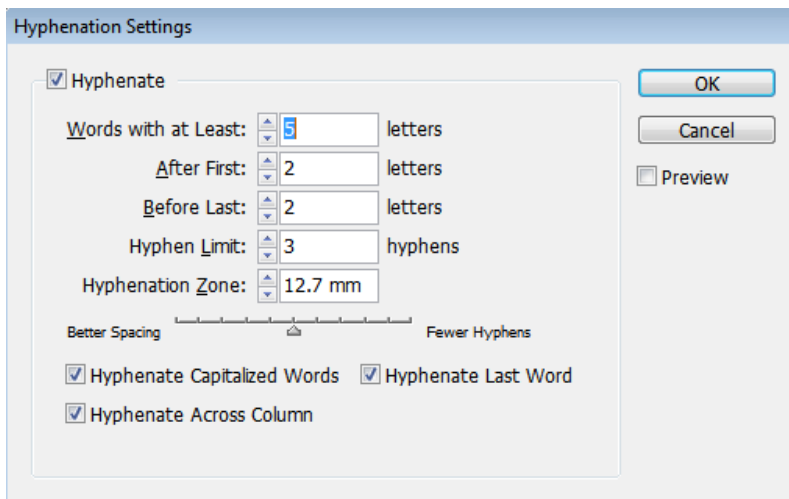 Hyphenation Settings
Hyphenate
OK
Words with at Least: 5 letters
Cancel
After First: 2 letters
Preview
Before Last: 2 letters
Hyphen Limit: 3 hyphens
Hyphenation Zone: 12.7 mm
Better Spacing Fewer Hyphens
Hyphenate Capitalized Words Hyphenate Last Word
Hyphenate Across Column